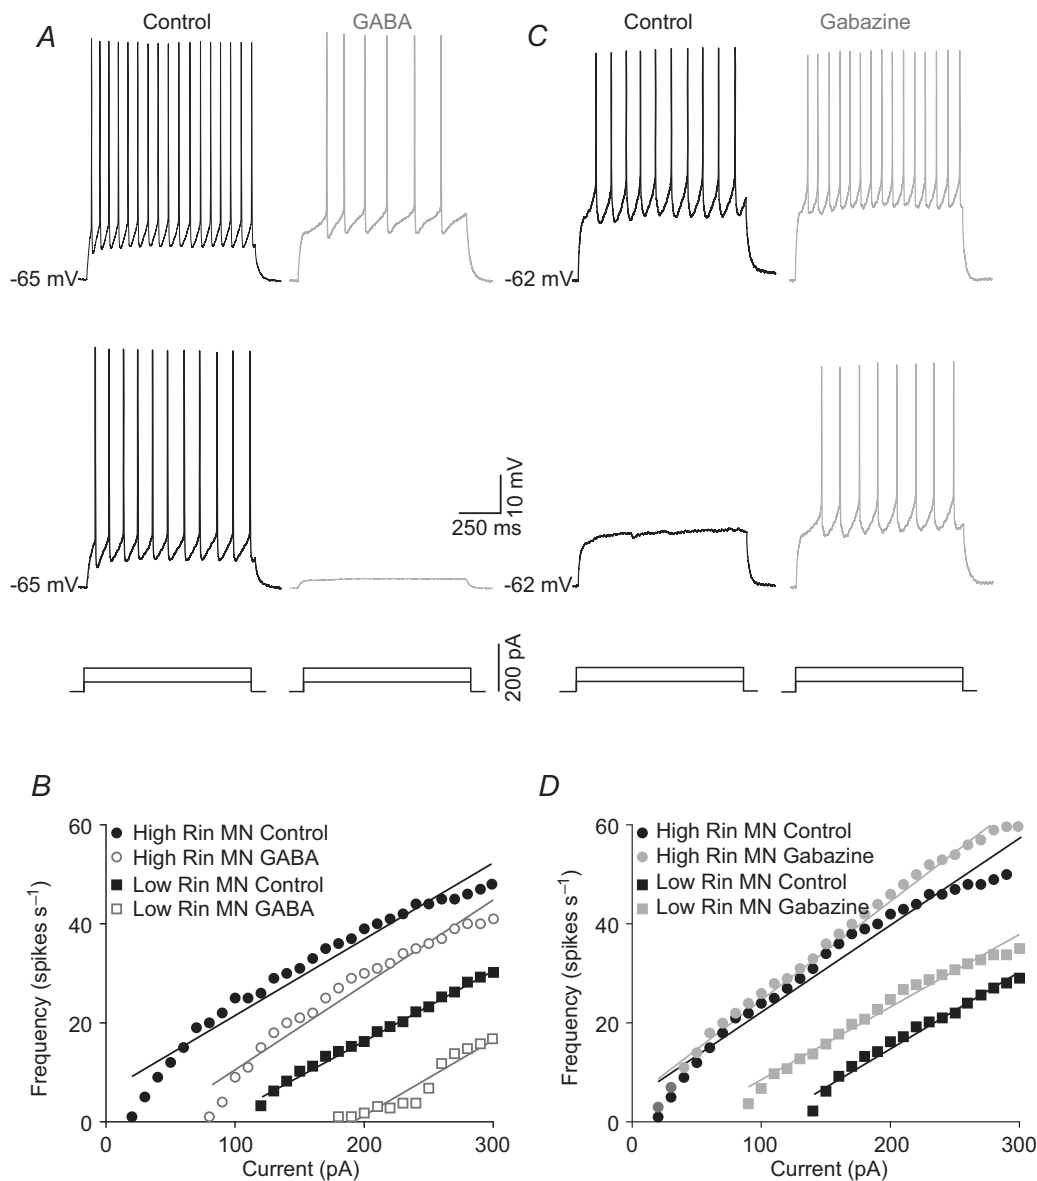 A
Control
GABA
C
Control
Gabazine
-65 mV
-62 mV
10 mV
250 ms
-65 mV
-62 mV
200 pA
B
60
40
20
0
Frequency (spikes s⁻¹)
High Rin MN Control
High Rin MN GABA
Low Rin MN Control
Low Rin MN GABA
0
100
200
300
Current (pA)
D
60
40
20
0
Frequency (spikes s⁻¹)
High Rin MN Control
High Rin MN Gabazine
Low Rin MN Control
Low Rin MN Gabazine
0
100
200
300
Current (pA)